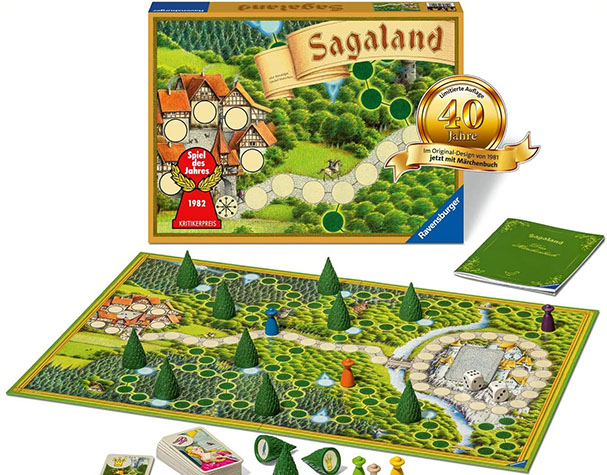 Ravensburger
Sagaland
Limitierte Auflage
40
Jahre
Im Original-Design von 1981
jetzt mit Märchenbuch
Spiel
des
Jahres
1982
KRITIKERPREIS
Ravensburger
Sagaland